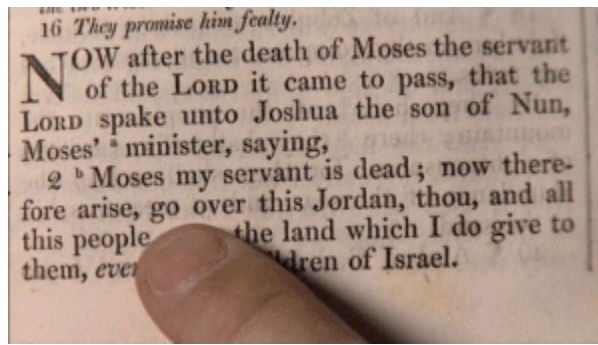 16 They promise him fealty.
NOW after the death of Moses the servant
of the LORD it came to pass, that the
LORD spake unto Joshua the son of Nun,
Moses' a minister, saying,
2 b Moses my servant is dead; now there-
fore arise, go over this Jordan, thou, and all
this people the land which I do give to
them, of Israel.